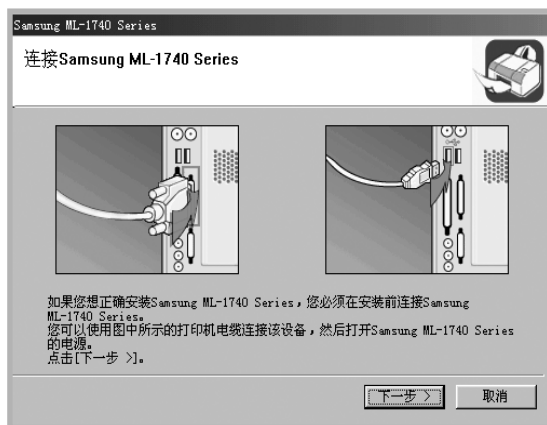 Samsung ML-1740 Series
连接Samsung ML-1740 Series
如果您想正确安装Samsung ML-1740 Series，您必须在安装前连接Samsung
ML-1740 Series。
您可以使用图中所示的打印机电缆连接该设备，然后打开Samsung ML-1740 Series
的电源。
点击[下一步 >]。
下一步 >
取消